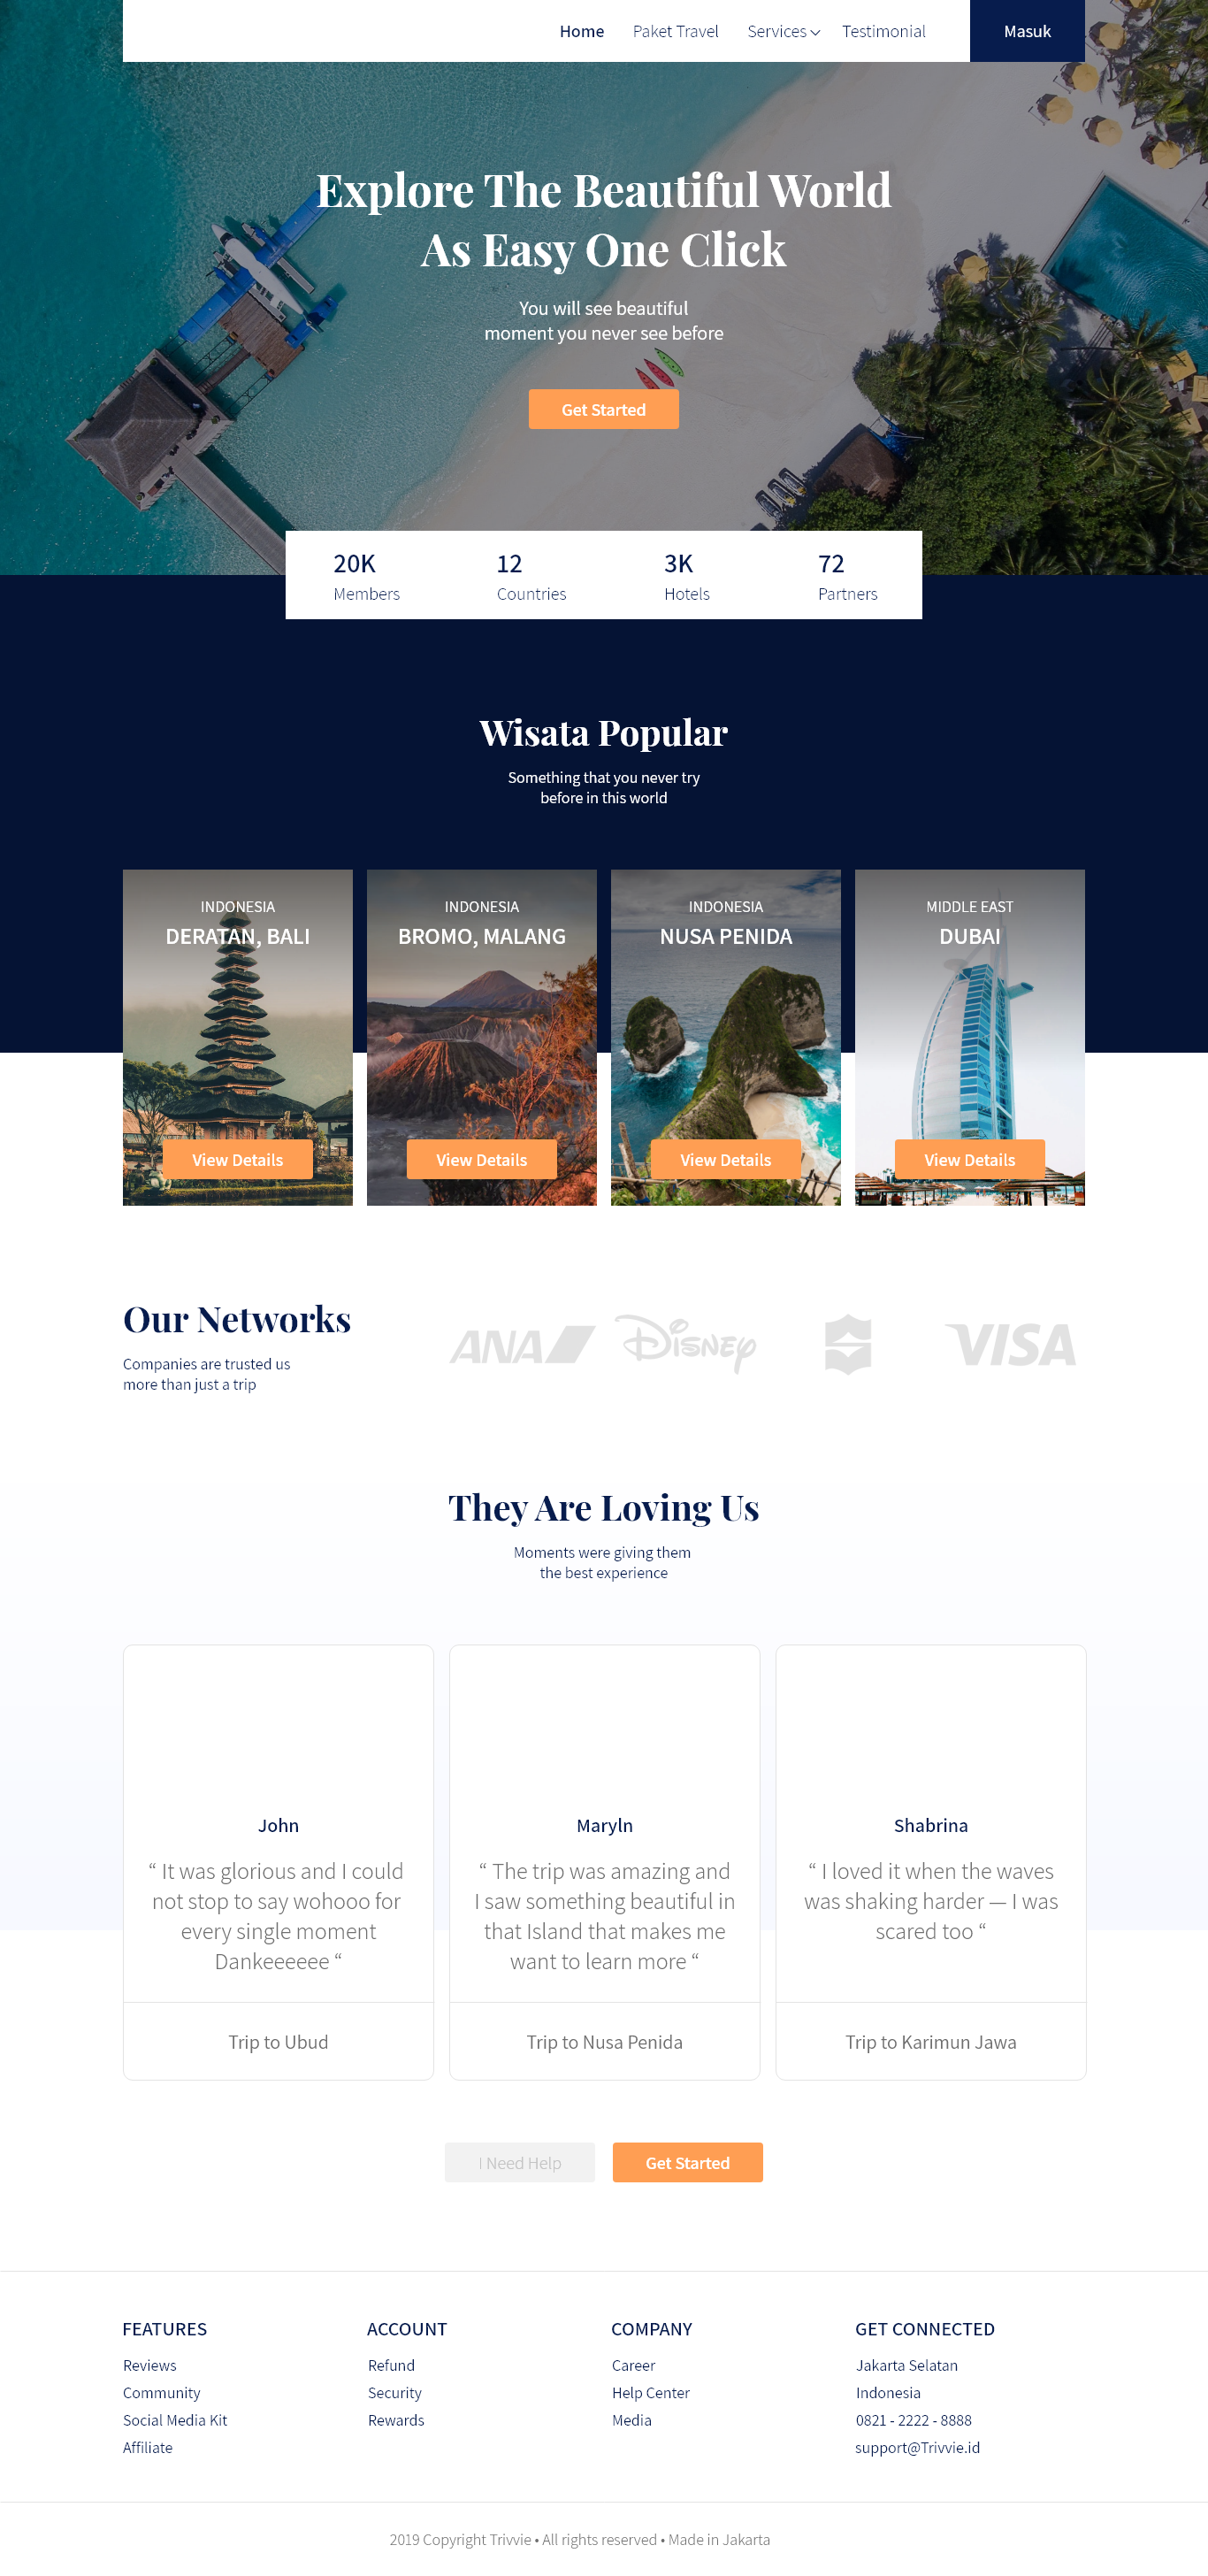 Home Paket Travel Services Testimonial Masuk
Explore The Beautiful World
As Easy One Click
You will see beautiful
moment you never see before
Get Started
20K 12 3K 72
Members Countries Hotels Partners
Wisata Popular
Something that you never try
before in this world
INDONESIA
DERATAN, BALI
View Details
INDONESIA
BROMO, MALANG
View Details
INDONESIA
NUSA PENIDA
View Details
MIDDLE EAST
DUBAI
View Details
Our Networks
Companies are trusted us
more than just a trip
ANA Disney VISA
They Are Loving Us
Moments were giving them
the best experience
John
“ It was glorious and I could
not stop to say wohooo for
every single moment
Dankeeeeee “
Trip to Ubud
Maryln
“ The trip was amazing and
I saw something beautiful in
that Island that makes me
want to learn more “
Trip to Nusa Penida
Shabrina
“ I loved it when the waves
was shaking harder — I was
scared too “
Trip to Karimun Jawa
I Need Help Get Started
FEATURES
Reviews
Community
Social Media Kit
Affiliate
ACCOUNT
Refund
Security
Rewards
COMPANY
Career
Help Center
Media
GET CONNECTED
Jakarta Selatan
Indonesia
0821 - 2222 - 8888
support@Trivvie.id
2019 Copyright Trivvie • All rights reserved • Made in Jakarta